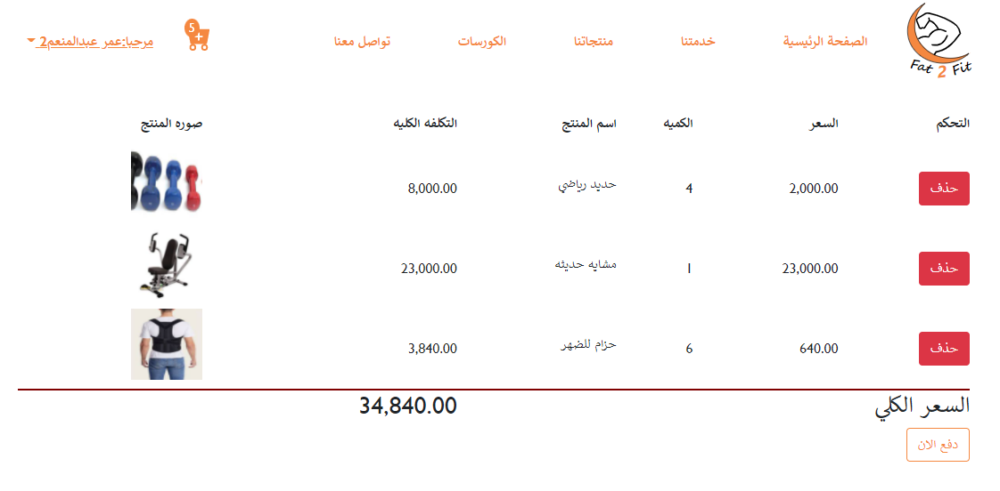 Fat 2 Fit
الصفحة الرئيسية خدمتنا منتجاتنا الكورسات تواصل معنا 5 مرحبا:عمر عبدالمنعم2
التحكم السعر الكميه اسم المنتج التكلفه الكليه صوره المنتج
حذف 2,000.00 4 حديد رياضي 8,000.00
حذف 23,000.00 1 مشايه حديثه 23,000.00
حذف 640.00 6 حزام للضهر 3,840.00
السعر الكلي 34,840.00
دفع الان